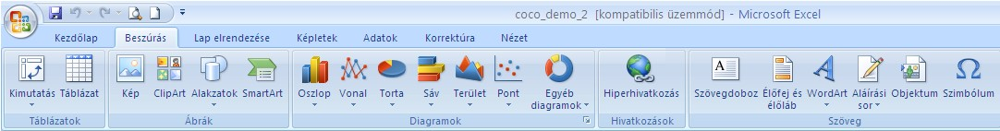 coco_demo_2 [kompatibilis üzemmód] - Microsoft Excel
Kezdőlap Beszúrás Lap elrendezése Képletek Adatok Korrektúra Nézet
Kimutatás Táblázat Kép ClipArt Alakzatok SmartArt Oszlop Vonal Torta Sáv Terület Pont Egyéb diagramok Hiperhivatkozás Szövegdoboz Élőfej és élőláb WordArt Aláírási sor Objektum Szimbólum
Táblázatok Ábrák Diagramok Hivatkozások Szöveg